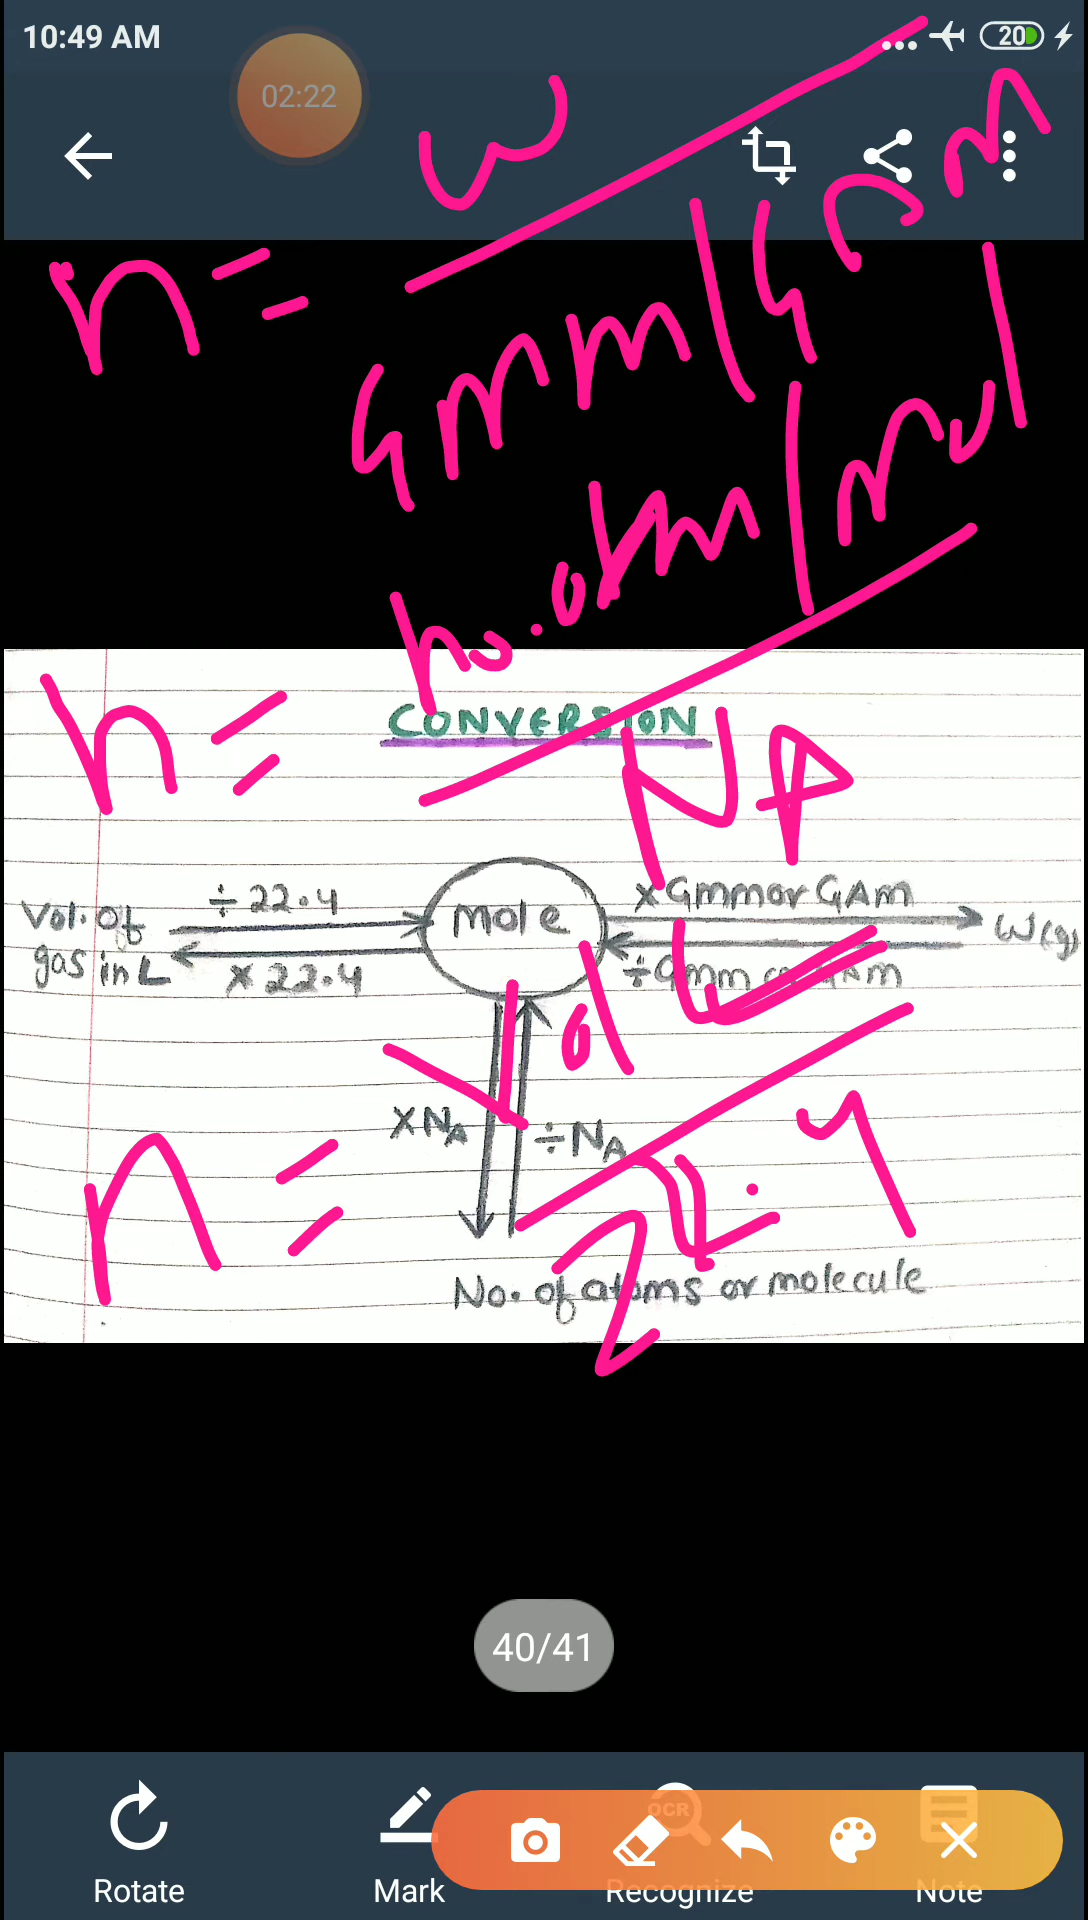 10:49 AM
20
02:22
n = w
Gmm/GAM
n = no. of m/mol
NA
CONVERSION
÷ 22.4
mole
x Gmm or GAm
Vol. Of
gas in L
W(g)
x 22.4
÷ Gmm or GAm
n = Vol L
22.4
x NA
÷ NA
No. of atoms or molecule
40/41
OCR
Rotate
Mark
Recognize
Note